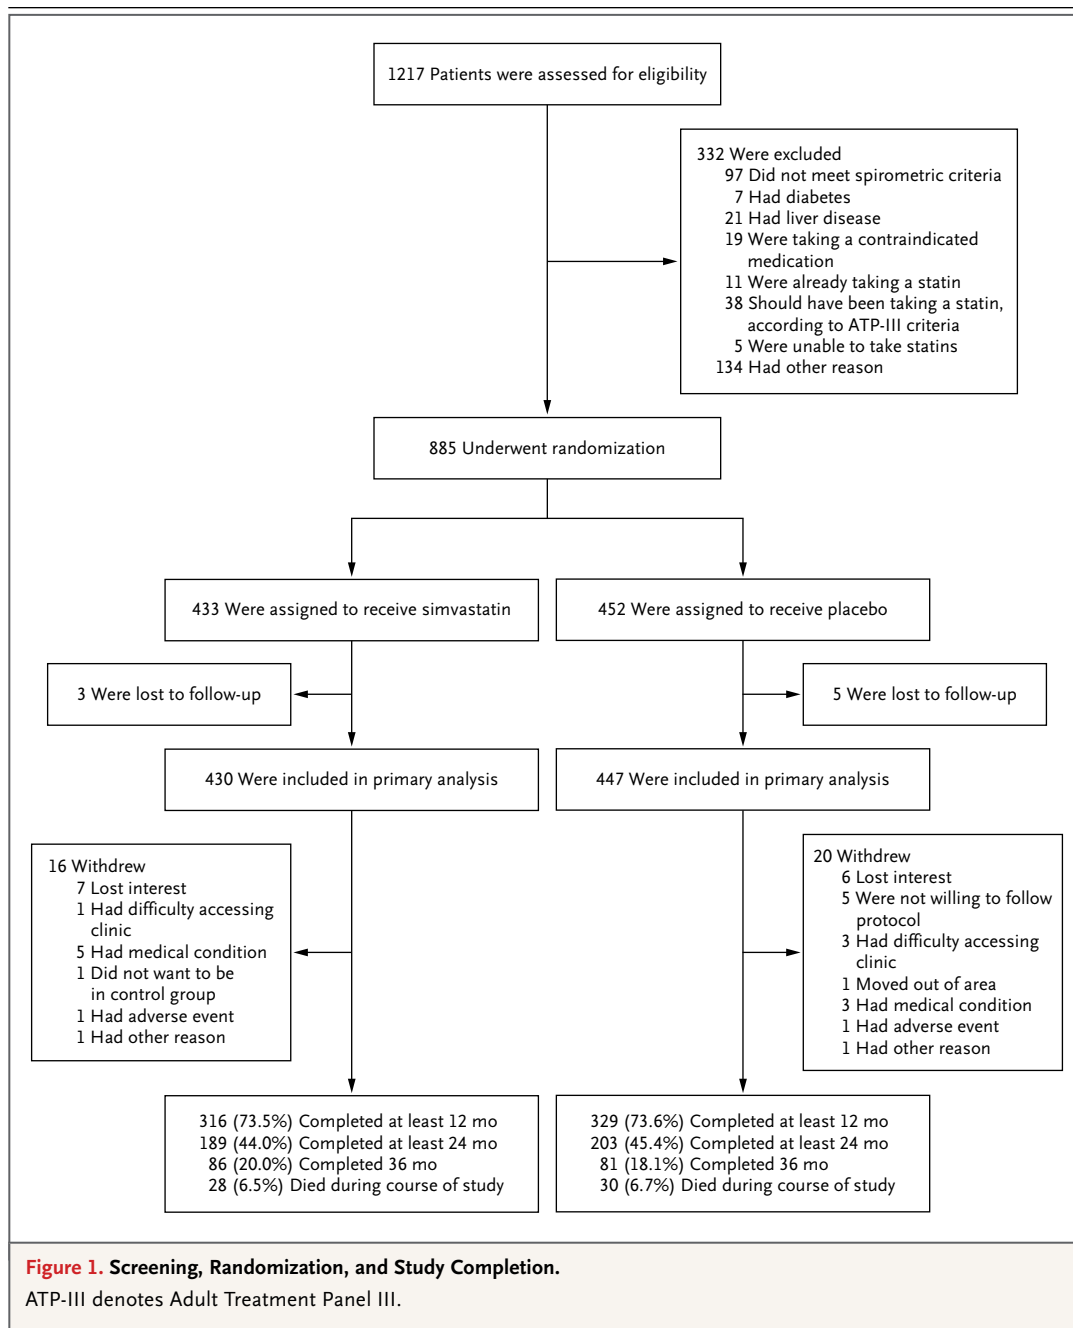 1217 Patients were assessed for eligibility
332 Were excluded
97 Did not meet spirometric criteria
7 Had diabetes
21 Had liver disease
19 Were taking a contraindicated
medication
11 Were already taking a statin
38 Should have been taking a statin,
according to ATP-III criteria
5 Were unable to take statins
134 Had other reason
885 Underwent randomization
433 Were assigned to receive simvastatin
452 Were assigned to receive placebo
3 Were lost to follow-up
5 Were lost to follow-up
430 Were included in primary analysis
447 Were included in primary analysis
16 Withdrew
7 Lost interest
1 Had difficulty accessing
clinic
5 Had medical condition
1 Did not want to be
in control group
1 Had adverse event
1 Had other reason
20 Withdrew
6 Lost interest
5 Were not willing to follow
protocol
3 Had difficulty accessing
clinic
1 Moved out of area
3 Had medical condition
1 Had adverse event
1 Had other reason
316 (73.5%) Completed at least 12 mo
189 (44.0%) Completed at least 24 mo
86 (20.0%) Completed 36 mo
28 (6.5%) Died during course of study
329 (73.6%) Completed at least 12 mo
203 (45.4%) Completed at least 24 mo
81 (18.1%) Completed 36 mo
30 (6.7%) Died during course of study
Figure 1. Screening, Randomization, and Study Completion.
ATP-III denotes Adult Treatment Panel III.